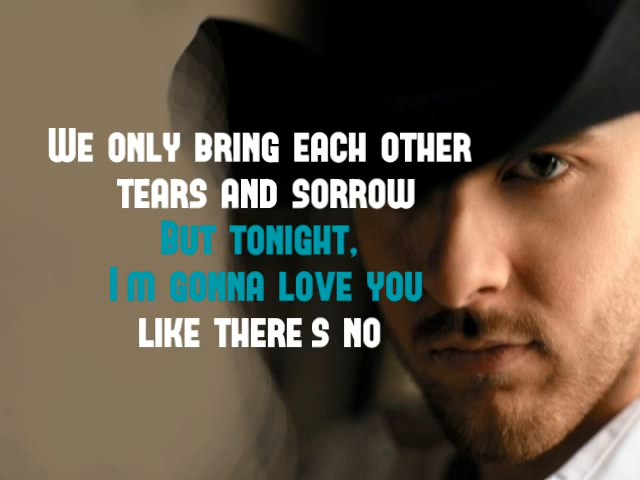 We only bring each other
tears and sorrow
But tonight,
I m gonna love you
like there s no